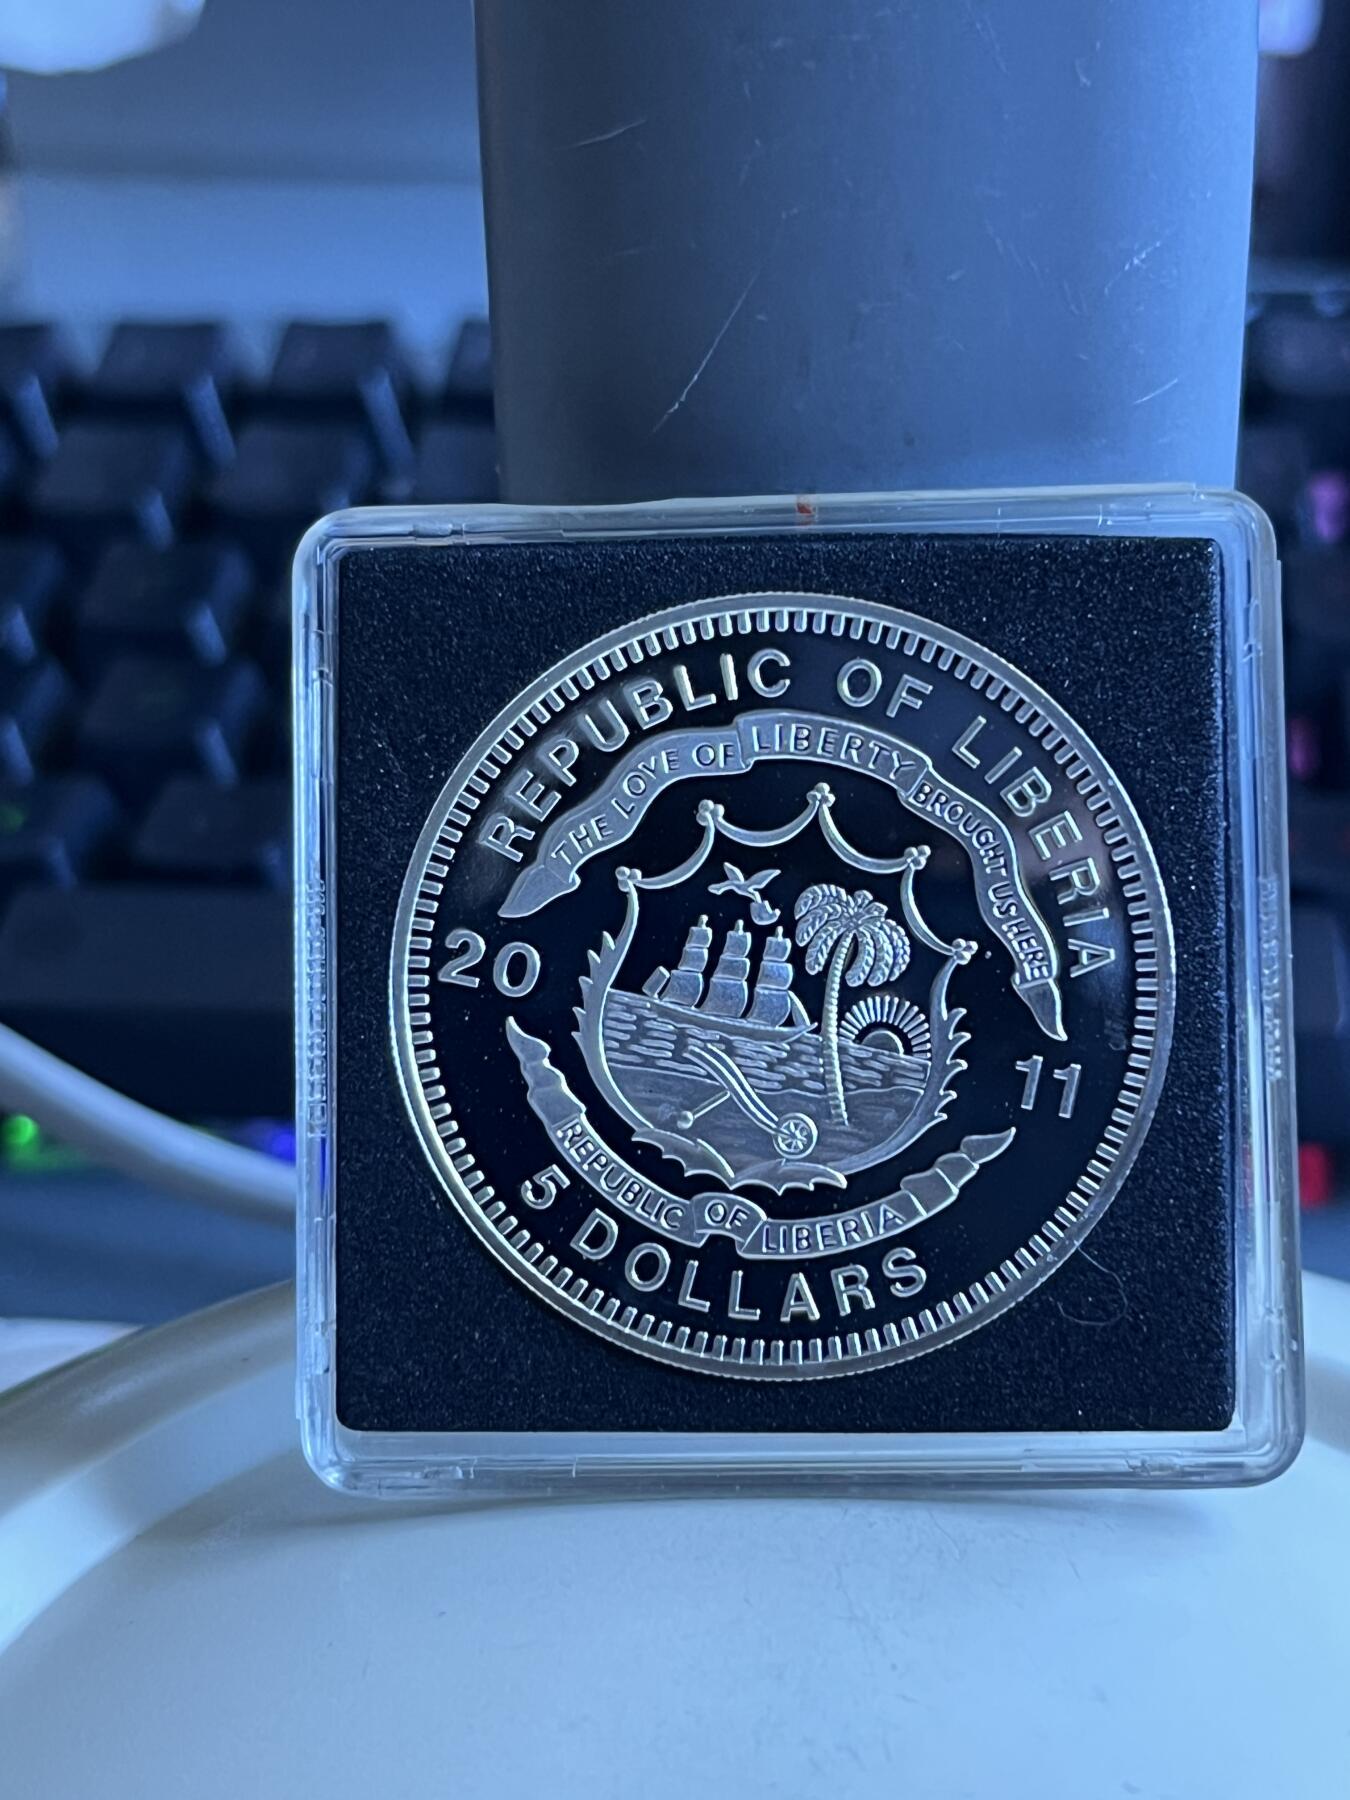 REPUBLIC OF LIBERIA
THE LOVE OF LIBERTY BROUGHT US HERE
20 11
REPUBLIC OF LIBERIA
5 DOLLARS